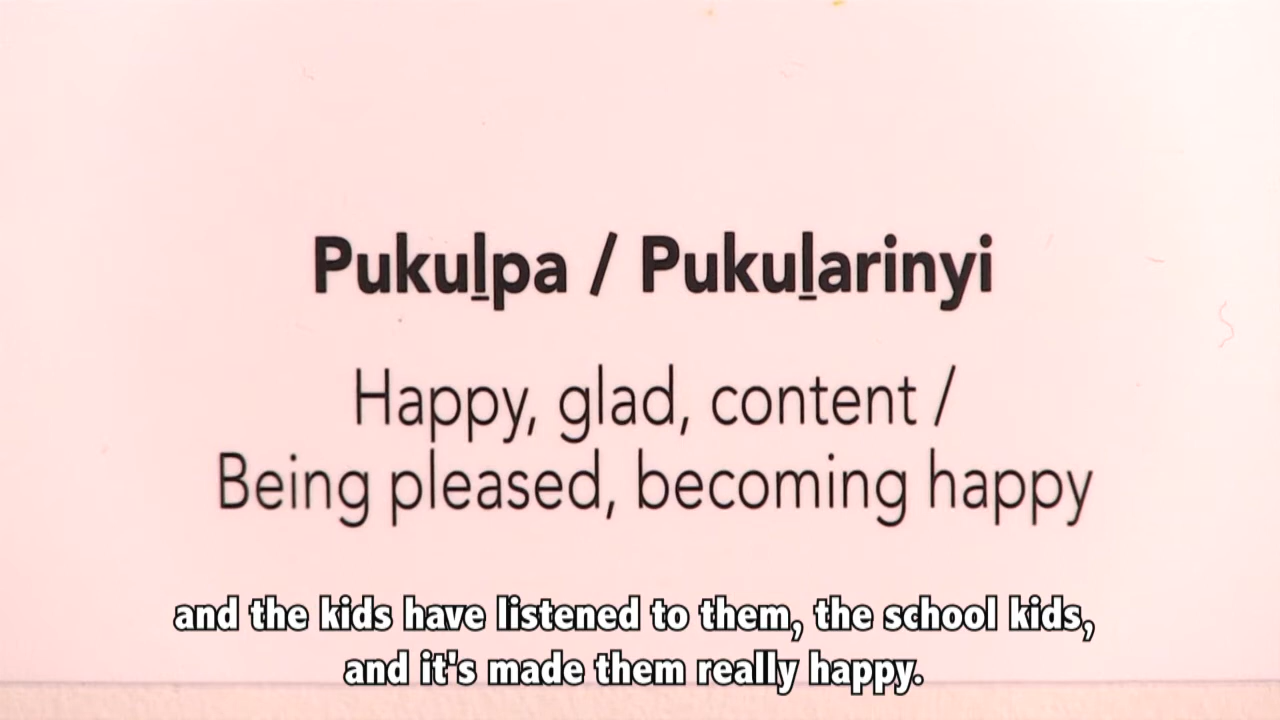 Pukuḻpa / Pukuḻarinyi
Happy, glad, content /
Being pleased, becoming happy
and the kids have listened to them, the school kids,
and it's made them really happy.